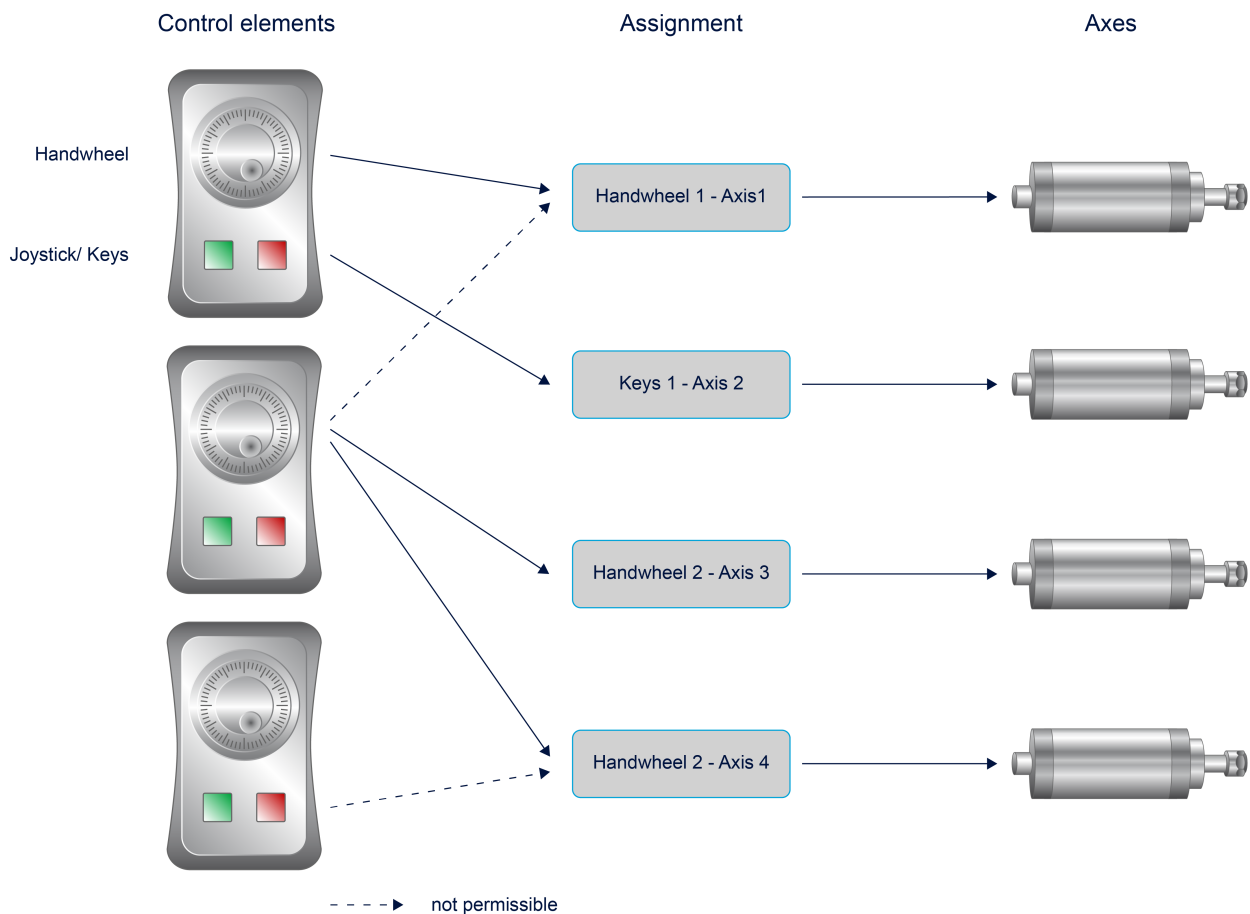 Control elements
Assignment
Axes
Handwheel
Handwheel 1 - Axis1
Joystick/ Keys
Keys 1 - Axis 2
Handwheel 2 - Axis 3
Handwheel 2 - Axis 4
not permissible